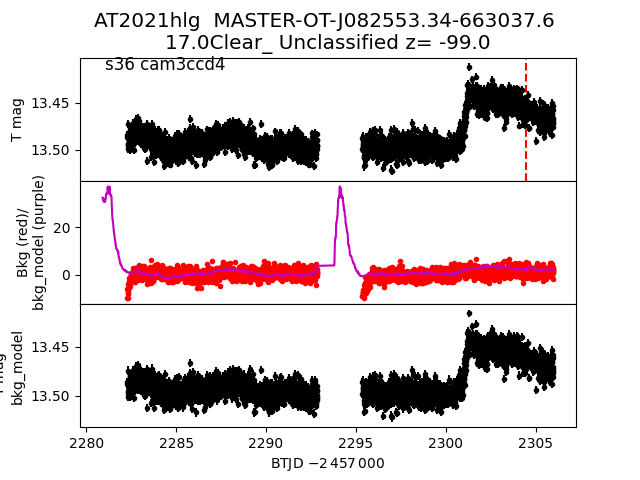 AT2021hlg MASTER-OT-J082553.34-663037.6
17.0Clear_ Unclassified z= -99.0
s36 cam3ccd4
T mag
13.45
13.50
Bkg (red)/
bkg_model (purple)
20
0
bkg_model
13.45
13.50
2280
2285
2290
2295
2300
2305
BTJD −2 457 000